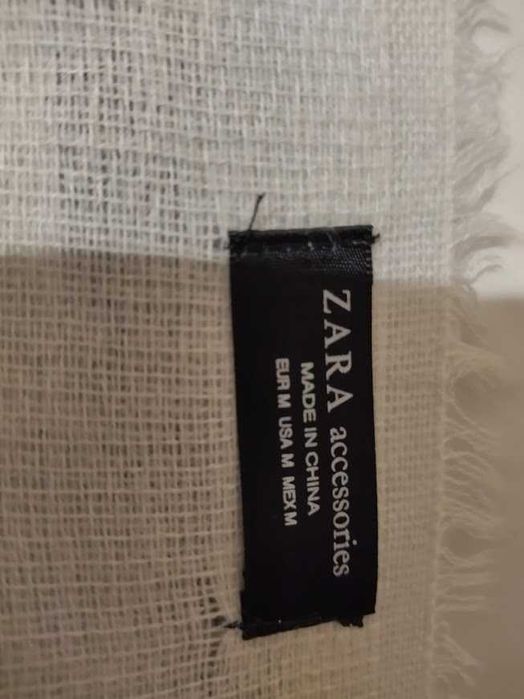 ZARA accessories
MADE IN CHINA
EUR M USA M MEX M